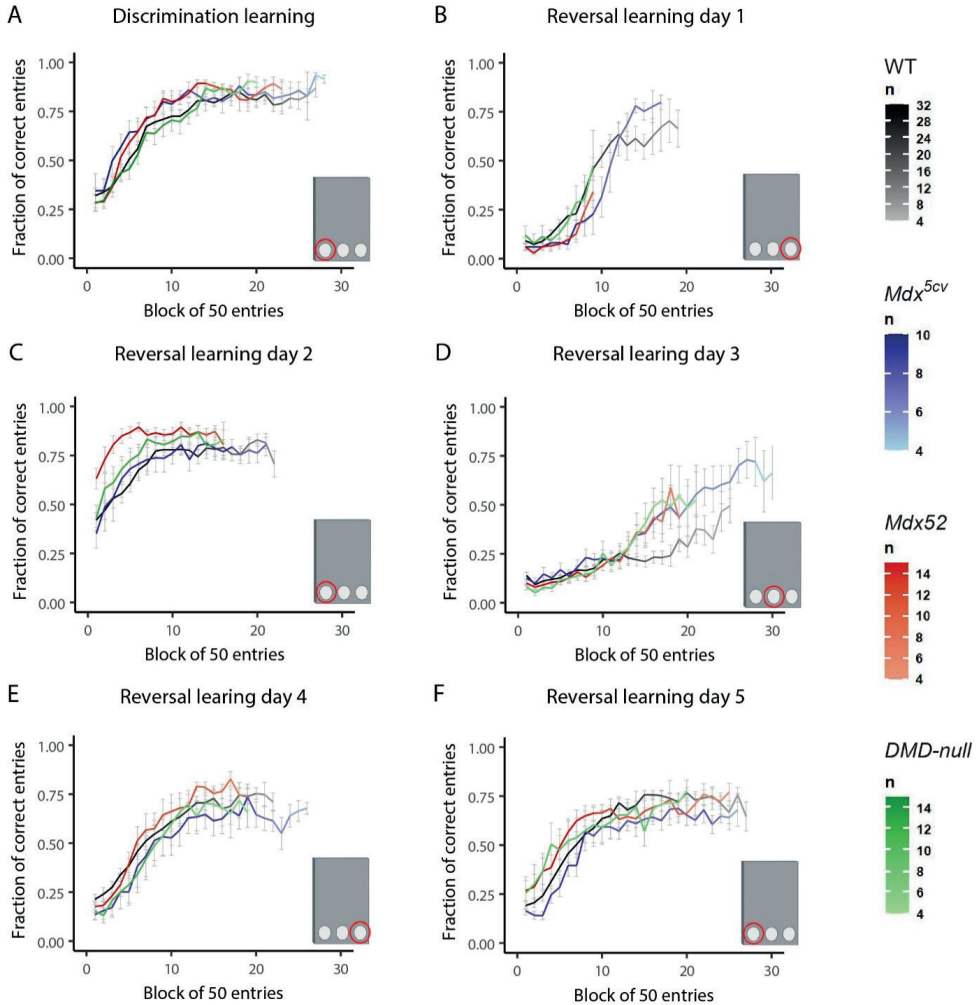 A
Discrimination learning
1.00
0.75
0.50
0.25
0.00
Fraction of correct entries
0 10 20 30
Block of 50 entries
B
Reversal learning day 1
1.00
0.75
0.50
0.25
0.00
Fraction of correct entries
0 10 20 30
Block of 50 entries
C
Reversal learning day 2
1.00
0.75
0.50
0.25
0.00
Fraction of correct entries
0 10 20 30
Block of 50 entries
D
Reversal learing day 3
1.00
0.75
0.50
0.25
0.00
Fraction of correct entries
0 10 20 30
Block of 50 entries
E
Reversal learing day 4
1.00
0.75
0.50
0.25
0.00
Fraction of correct entries
0 10 20 30
Block of 50 entries
F
Reversal learning day 5
1.00
0.75
0.50
0.25
0.00
Fraction of correct entries
0 10 20 30
Block of 50 entries
WT
n
32
28
24
20
16
12
8
4
Mdx5cv
n
10
8
6
4
Mdx52
n
14
12
10
8
6
4
DMD-null
n
14
12
10
8
6
4